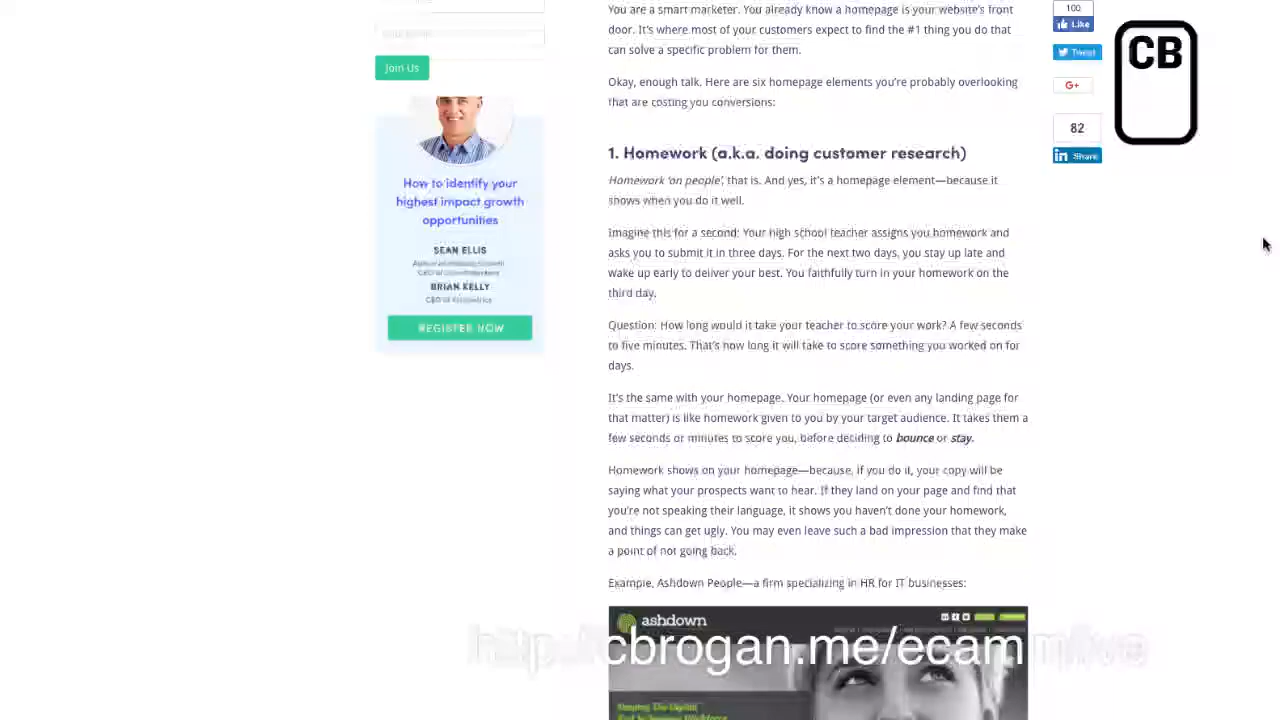 You are a smart marketer. You already know a homepage is your website's front
door. It's where most of your customers expect to find the #1 thing you do that
can solve a specific problem for them.
Okay, enough talk. Here are six homepage elements you're probably overlooking
that are costing you conversions:
1. Homework (a.k.a. doing customer research)
Homework 'on people', that is. And yes, it's a homepage element—because it
shows when you do it well.
Imagine this for a second: Your high school teacher assigns you homework and
asks you to submit it in three days. For the next two days, you stay up late and
wake up early to deliver your best. You faithfully turn in your homework on the
third day.
Question: How long would it take your teacher to score your work? A few seconds
to five minutes. That's how long it will take to score something you worked on for
days.
It's the same with your homepage. Your homepage (or even any landing page for
that matter) is like homework given to you by your target audience. It takes them a
few seconds or minutes to score you, before deciding to bounce or stay.
Homework shows on your homepage—because, if you do it, your copy will be
saying what your prospects want to hear. If they land on your page and find that
you're not speaking their language, it shows you haven't done your homework,
and things can get ugly. You may even leave such a bad impression that they make
a point of not going back.
Example, Ashdown People—a firm specializing in HR for IT businesses:
ashdown
http://cbrogan.me/ecammlive
Join Us
How to identify your
highest impact growth
opportunities
SEAN ELLIS
BRIAN KELLY
REGISTER NOW
100
Like
Tweet
G+
82
in Share
CB